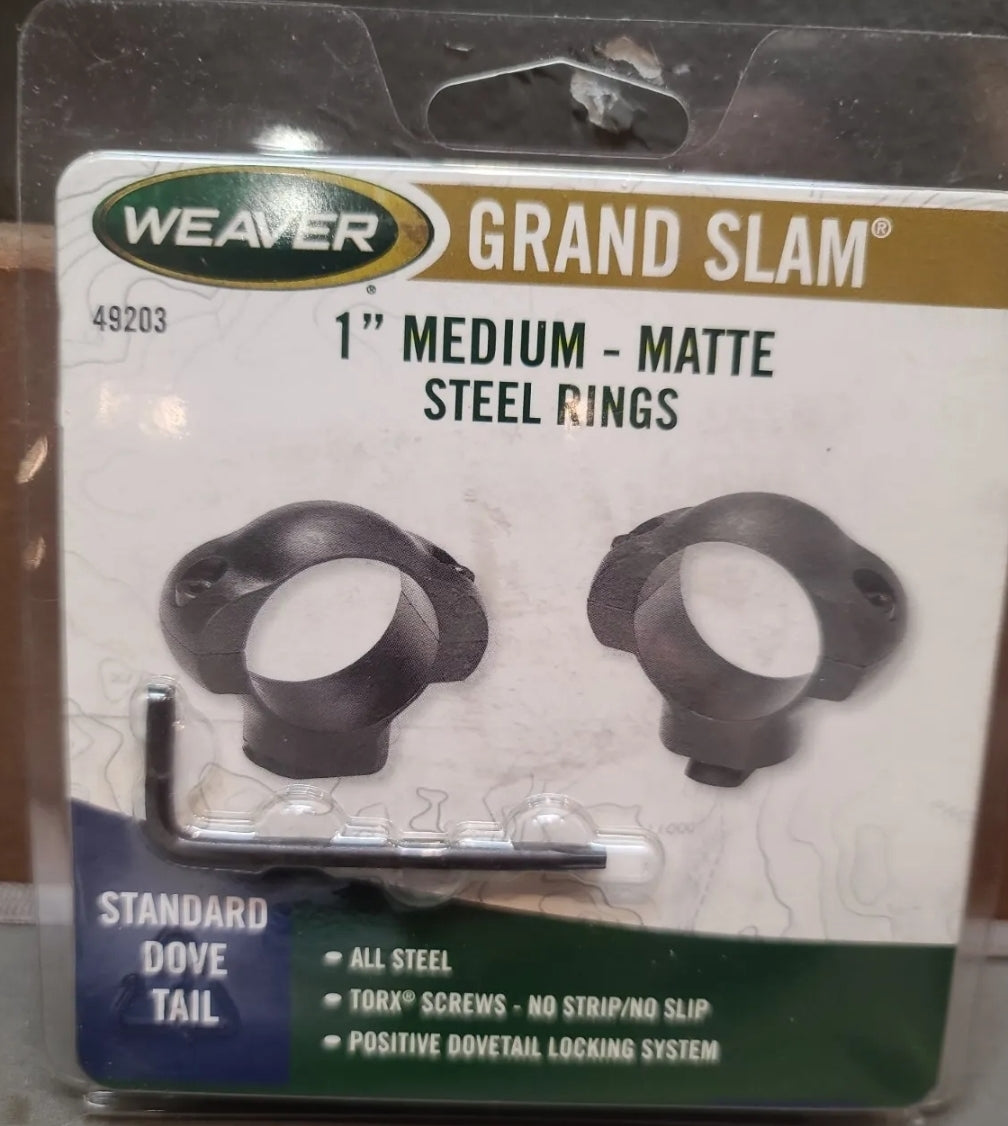 WEAVER®
GRAND SLAM®
49203
1” MEDIUM - MATTE
STEEL RINGS
STANDARD
DOVE
TAIL
• ALL STEEL
• TORX® SCREWS - NO STRIP/NO SLIP
• POSITIVE DOVETAIL LOCKING SYSTEM